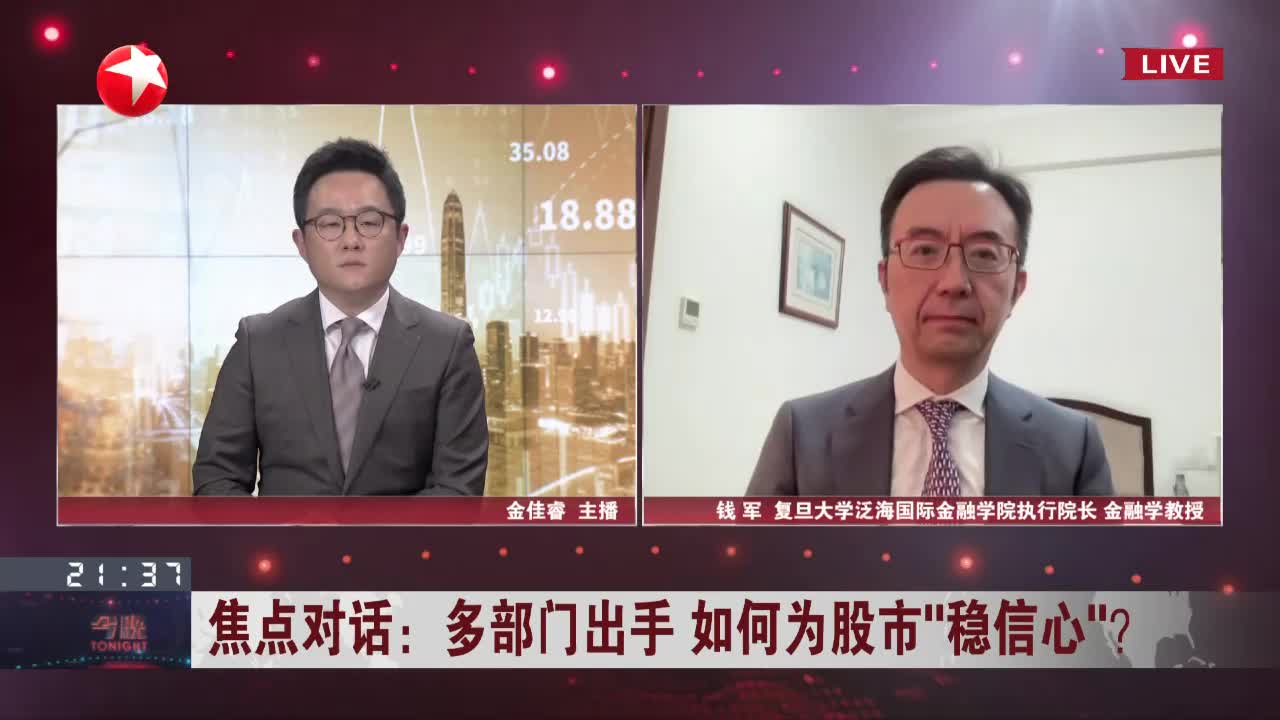 LIVE
35.08
18.88
12.98
金佳睿 主播
钱 军 复旦大学泛海国际金融学院执行院长 金融学教授
21:37
今晚
TONIGHT
焦点对话：多部门出手 如何为股市"稳信心"?